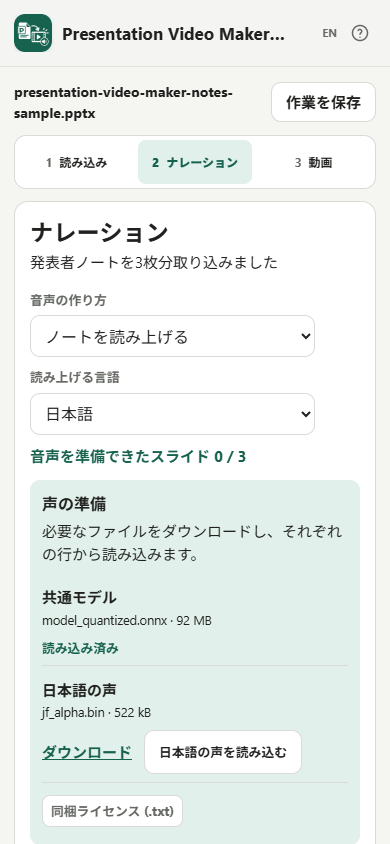 Presentation Video Maker...
EN
presentation-video-maker-notes-
sample.pptx
作業を保存
1 読み込み
2 ナレーション
3 動画
ナレーション
発表者ノートを3枚分取り込みました
音声の作り方
ノートを読み上げる
読み上げる言語
日本語
音声を準備できたスライド 0 / 3
声の準備
必要なファイルをダウンロードし、それぞれ
の行から読み込みます。
共通モデル
model_quantized.onnx · 92 MB
読み込み済み
日本語の声
jf_alpha.bin · 522 kB
ダウンロード
日本語の声を読み込む
同梱ライセンス (.txt)